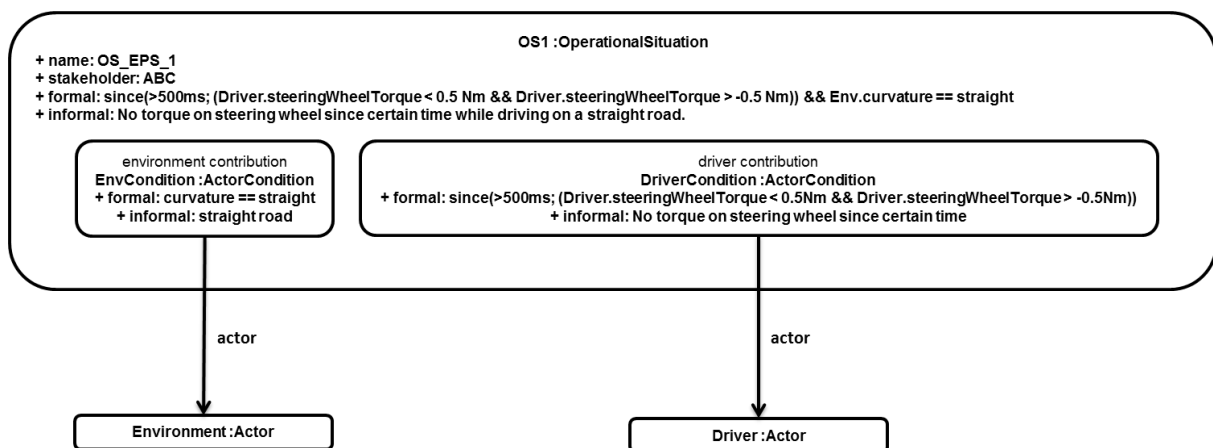 OS1 :OperationalSituation
+ name: OS_EPS_1
+ stakeholder: ABC
+ formal: since(>500ms; (Driver.steeringWheelTorque < 0.5 Nm && Driver.steeringWheelTorque > -0.5 Nm)) && Env.curvature == straight
+ informal: No torque on steering wheel since certain time while driving on a straight road.
environment contribution
EnvCondition :ActorCondition
+ formal: curvature == straight
+ informal: straight road
driver contribution
DriverCondition :ActorCondition
+ formal: since(>500ms; (Driver.steeringWheelTorque < 0.5Nm && Driver.steeringWheelTorque > -0.5Nm))
+ informal: No torque on steering wheel since certain time
actor
actor
Environment :Actor
Driver :Actor